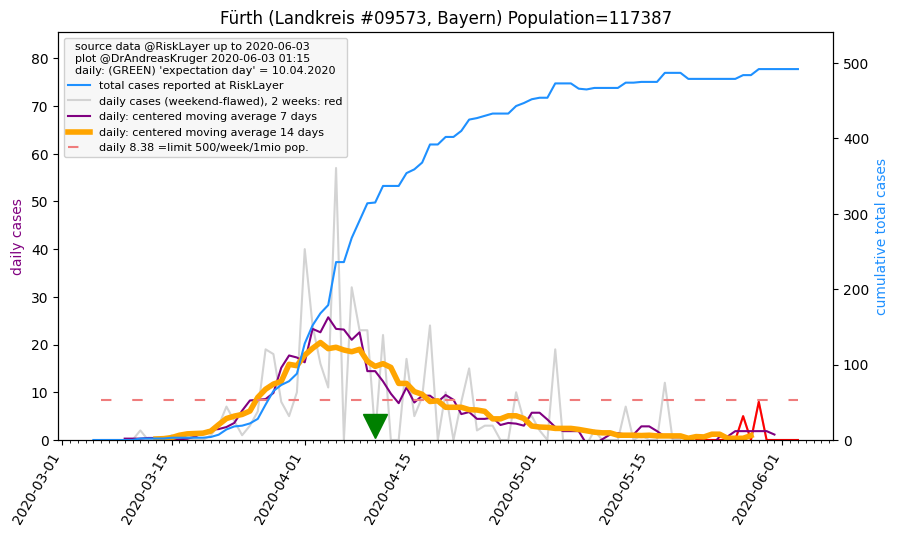 Fürth (Landkreis #09573, Bayern) Population=117387
source data @RiskLayer up to 2020-06-03
plot @DrAndreasKruger 2020-06-03 01:15
daily: (GREEN) 'expectation day' = 10.04.2020
total cases reported at RiskLayer
daily cases (weekend-flawed), 2 weeks: red
daily: centered moving average 7 days
daily: centered moving average 14 days
daily 8.38 =limit 500/week/1mio pop.
daily cases
80
70
60
50
40
30
20
10
0
cumulative total cases
500
400
300
200
100
0
2020-03-01
2020-03-15
2020-04-01
2020-04-15
2020-05-01
2020-05-15
2020-06-01